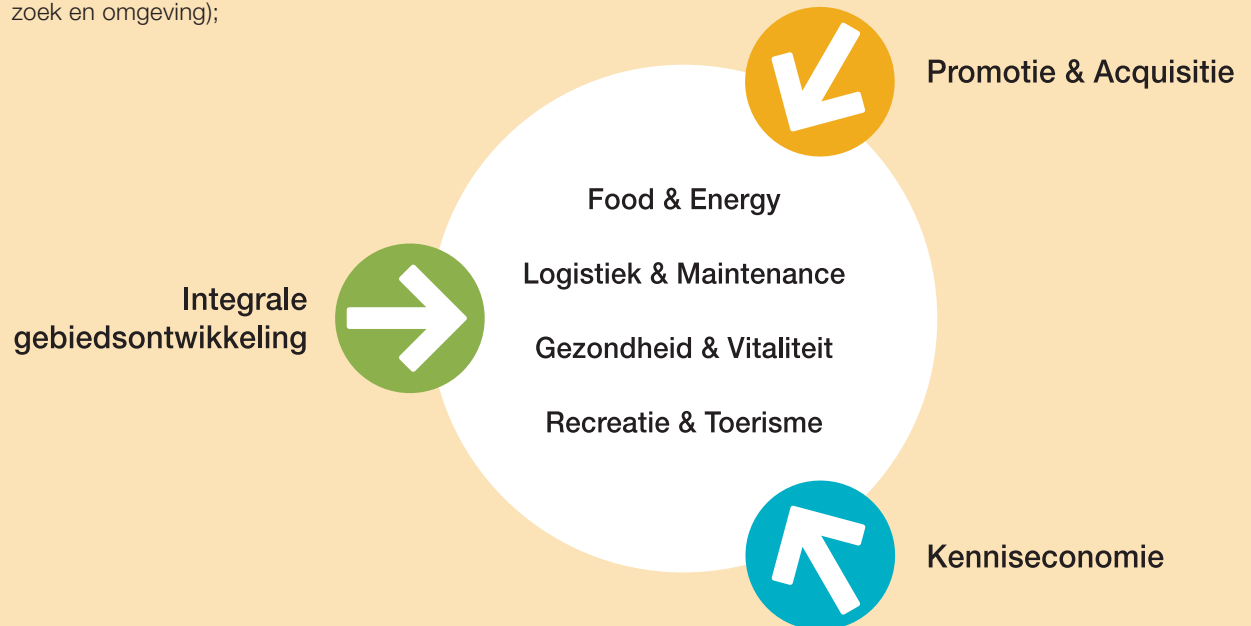 zoek en omgeving);
Promotie & Acquisitie
Food & Energy
Logistiek & Maintenance
Integrale
gebiedsontwikkeling
Gezondheid & Vitaliteit
Recreatie & Toerisme
Kenniseconomie